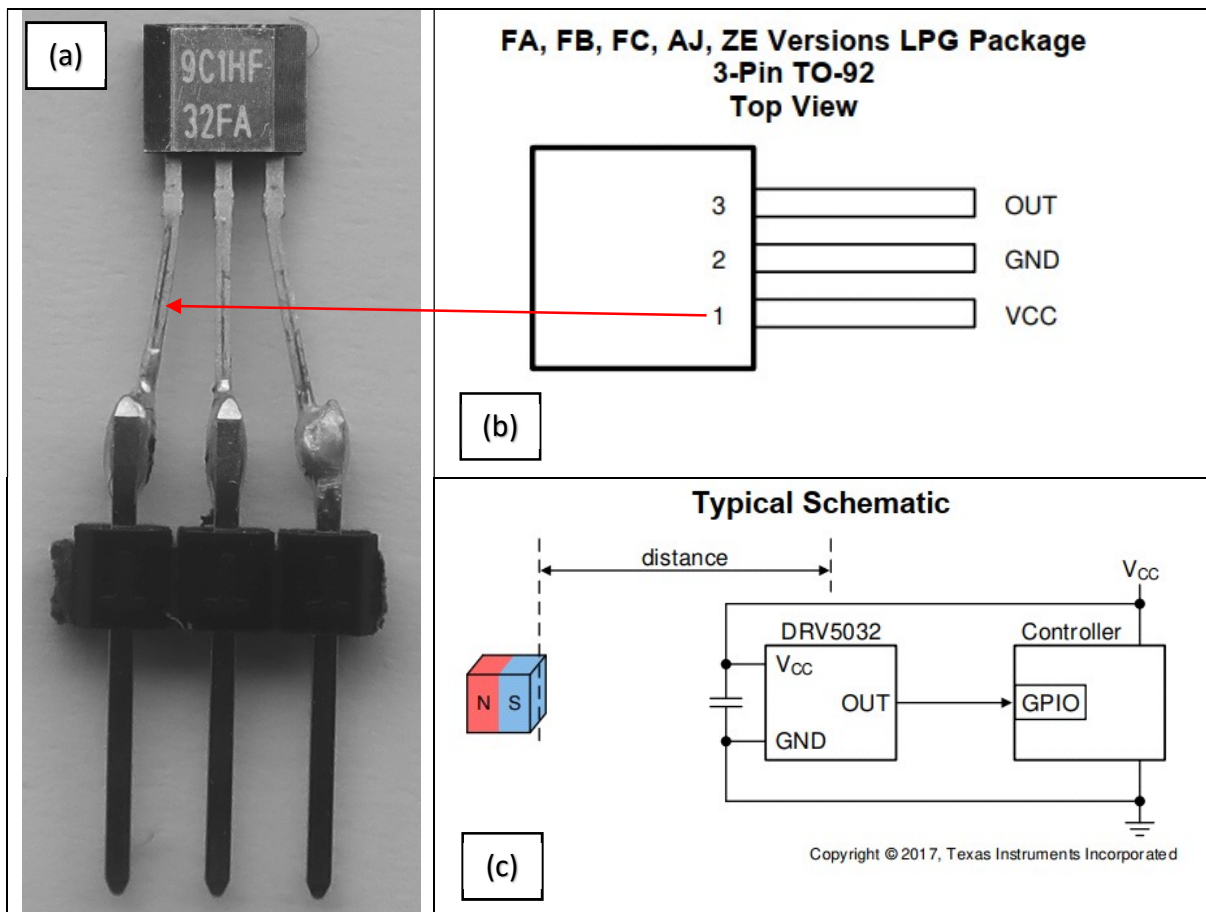 (a)
9C1HF
32FA
FA, FB, FC, AJ, ZE Versions LPG Package
3-Pin TO-92
Top View
3 OUT
2 GND
1 VCC
(b)
Typical Schematic
distance
VCC
DRV5032
Controller
N S
VCC
OUT
GPIO
GND
(c)
Copyright © 2017, Texas Instruments Incorporated